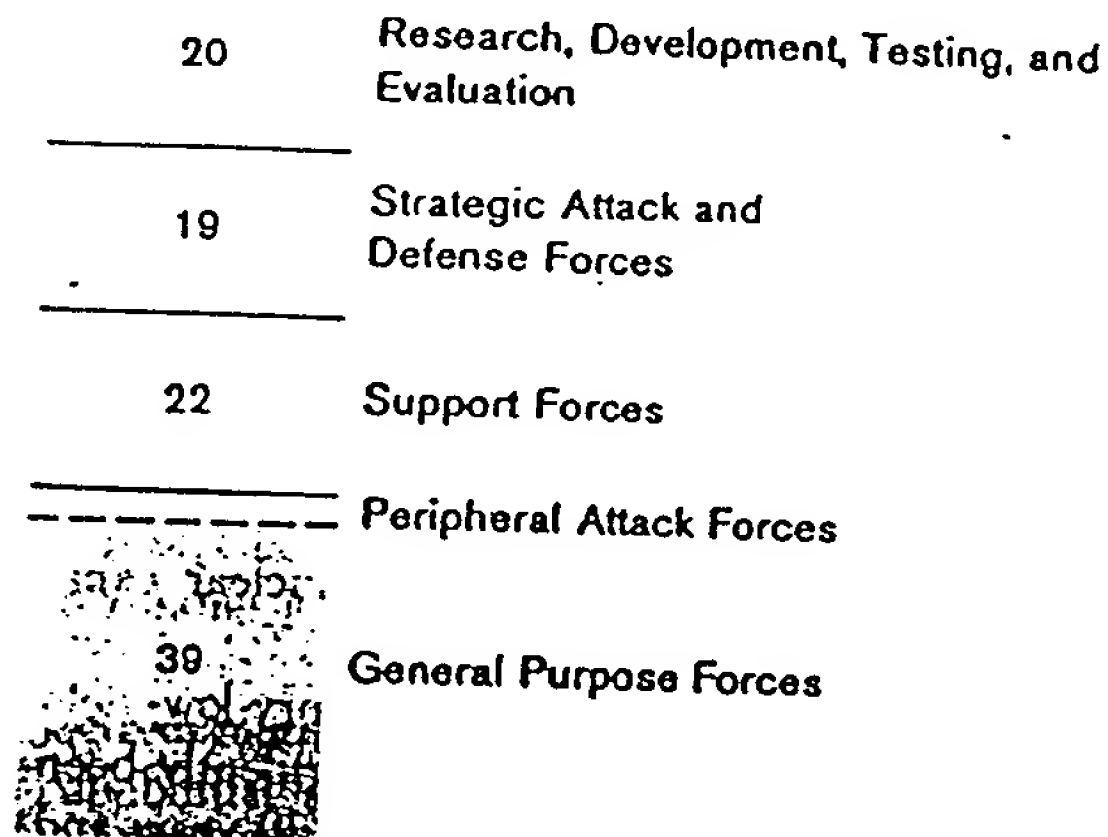 20
Research, Development, Testing, and
Evaluation
19
Strategic Attack and
Defense Forces
22
Support Forces
Peripheral Attack Forces
39
General Purpose Forces